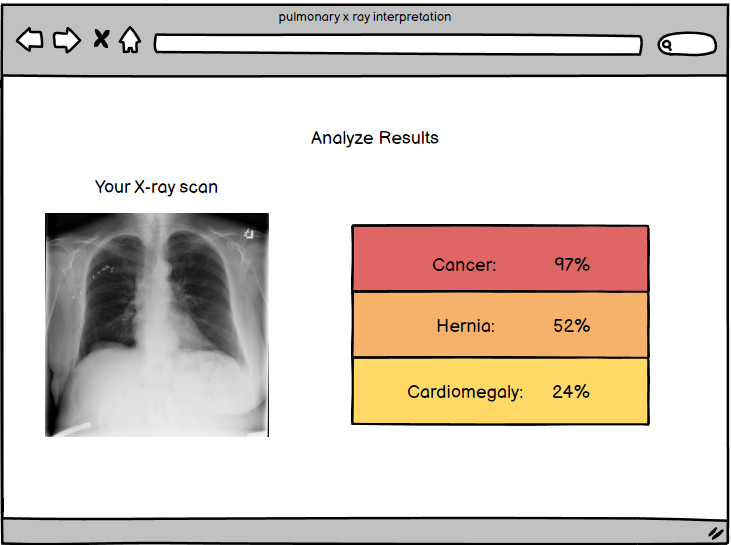 pulmonary x ray interpretation
Analyze Results
Your X-ray scan
Cancer: 97%
Hernia: 52%
Cardiomegaly: 24%